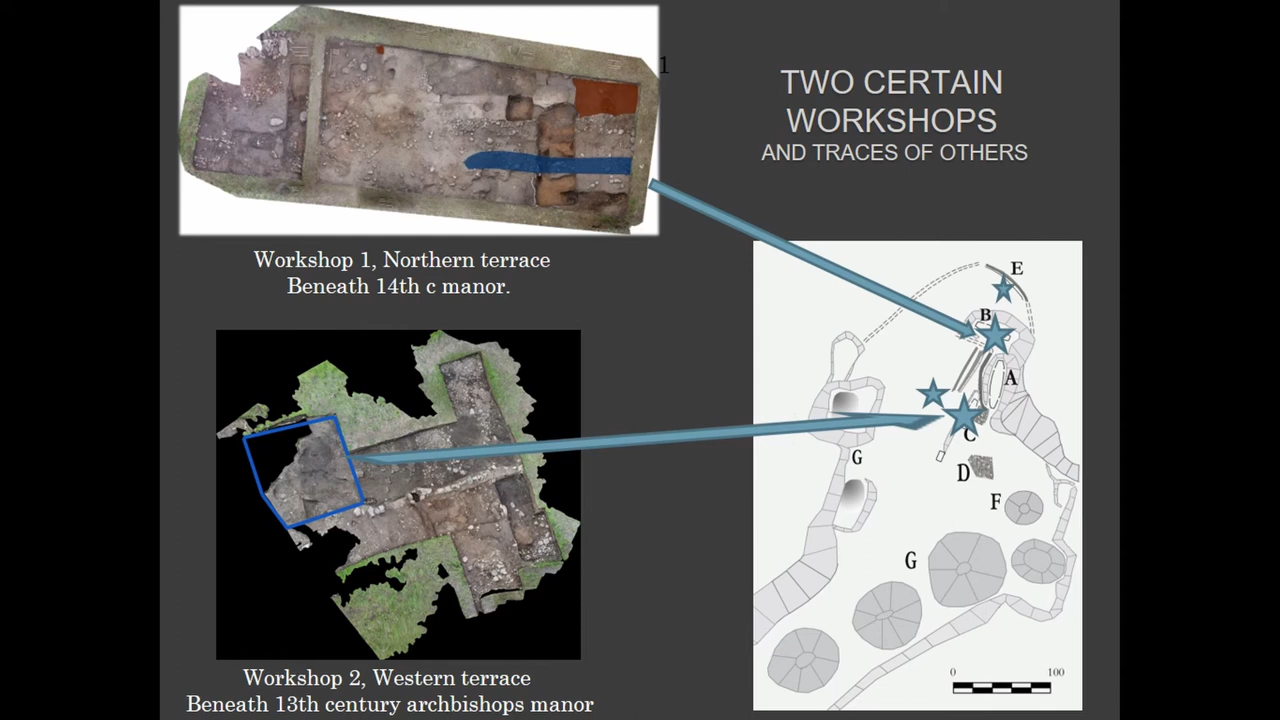 1
TWO CERTAIN
WORKSHOPS
AND TRACES OF OTHERS
Workshop 1, Northern terrace
Beneath 14th c manor.
E
B
A
C
G
D
F
G
0 100
Workshop 2, Western terrace
Beneath 13th century archbishops manor